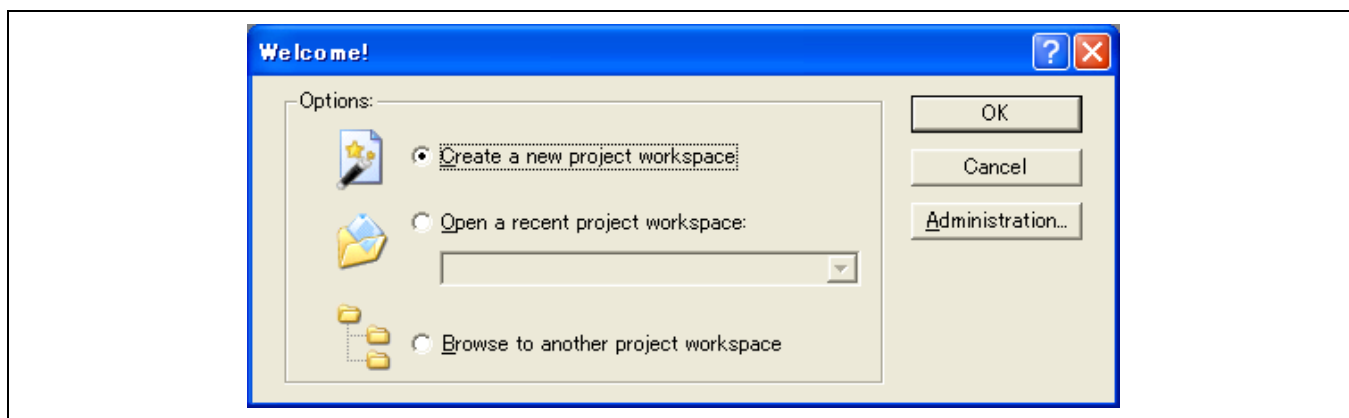 Welcome!
Options:
Create a new project workspace
Open a recent project workspace:
Browse to another project workspace
OK
Cancel
Administration...